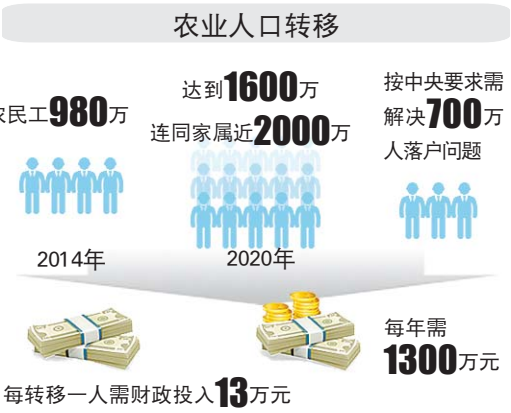 农业人口转移
民工980万
达到1600万
连同家属近2000万
按中央要求需
解决700万
人落户问题
2014年
2020年
每年需
1300万元
每转移一人需财政投入13万元